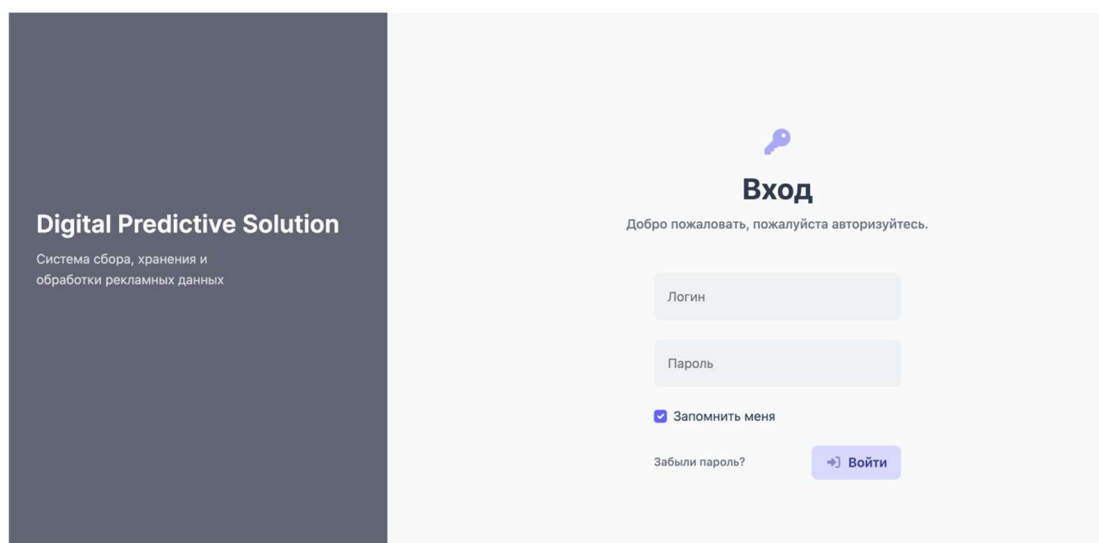 Digital Predictive Solution
Система сбора, хранения и
обработки рекламных данных
Вход
Добро пожаловать, пожалуйста авторизуйтесь.
Логин
Пароль
Запомнить меня
Забыли пароль?
Войти